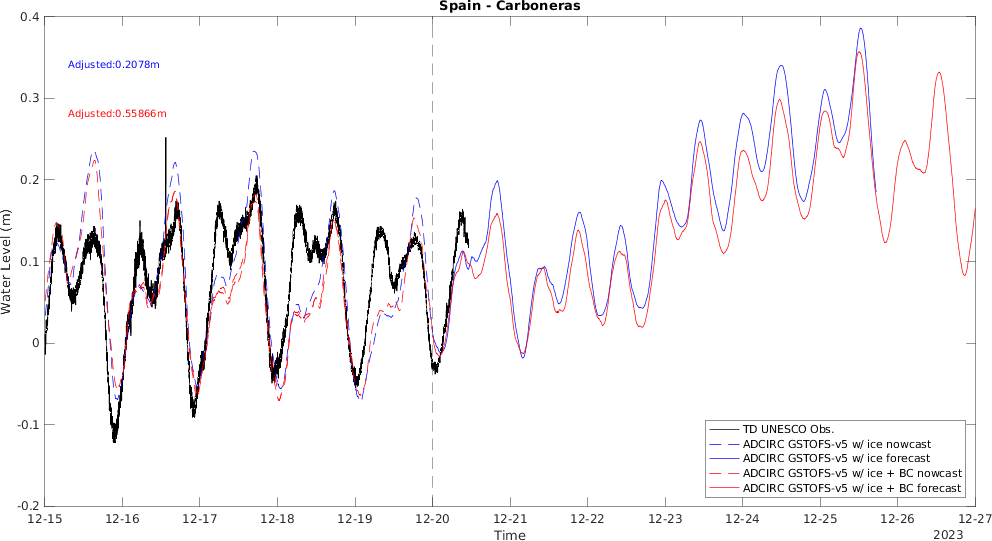 Spain - Carboneras
0.4
0.3
0.2
0.1
0
-0.1
-0.2
Water Level (m)
Adjusted:0.2078m
Adjusted:0.55866m
TD UNESCO Obs.
ADCIRC GSTOFS-v5 w/ ice nowcast
ADCIRC GSTOFS-v5 w/ ice forecast
ADCIRC GSTOFS-v5 w/ ice + BC nowcast
ADCIRC GSTOFS-v5 w/ ice + BC forecast
12-15 12-16 12-17 12-18 12-19 12-20 12-21 12-22 12-23 12-24 12-25 12-26 12-27
Time
2023